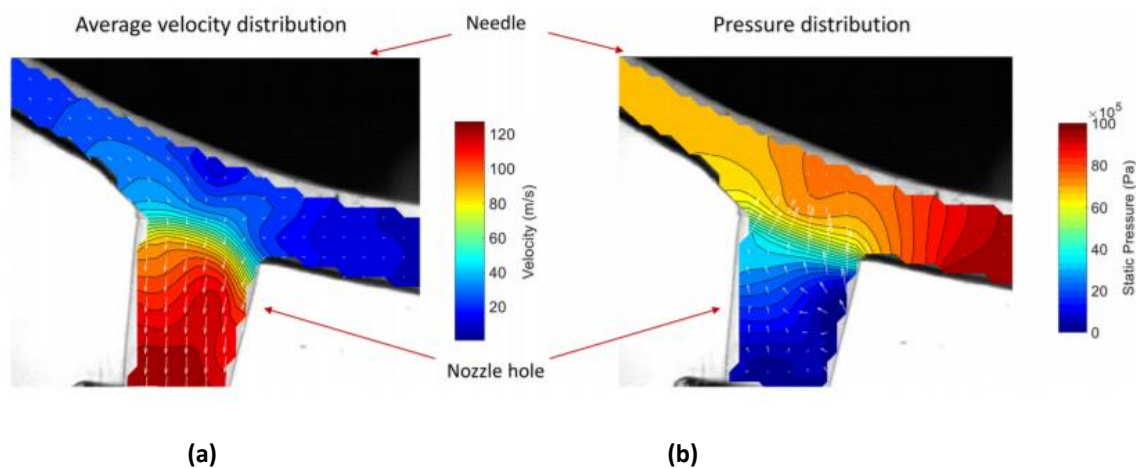 Average velocity distribution
Needle
Pressure distribution
120
100
80
60
40
20
Velocity (m/s)
×10⁵
100
80
60
40
20
0
Static Pressure (Pa)
Nozzle hole
(a)
(b)